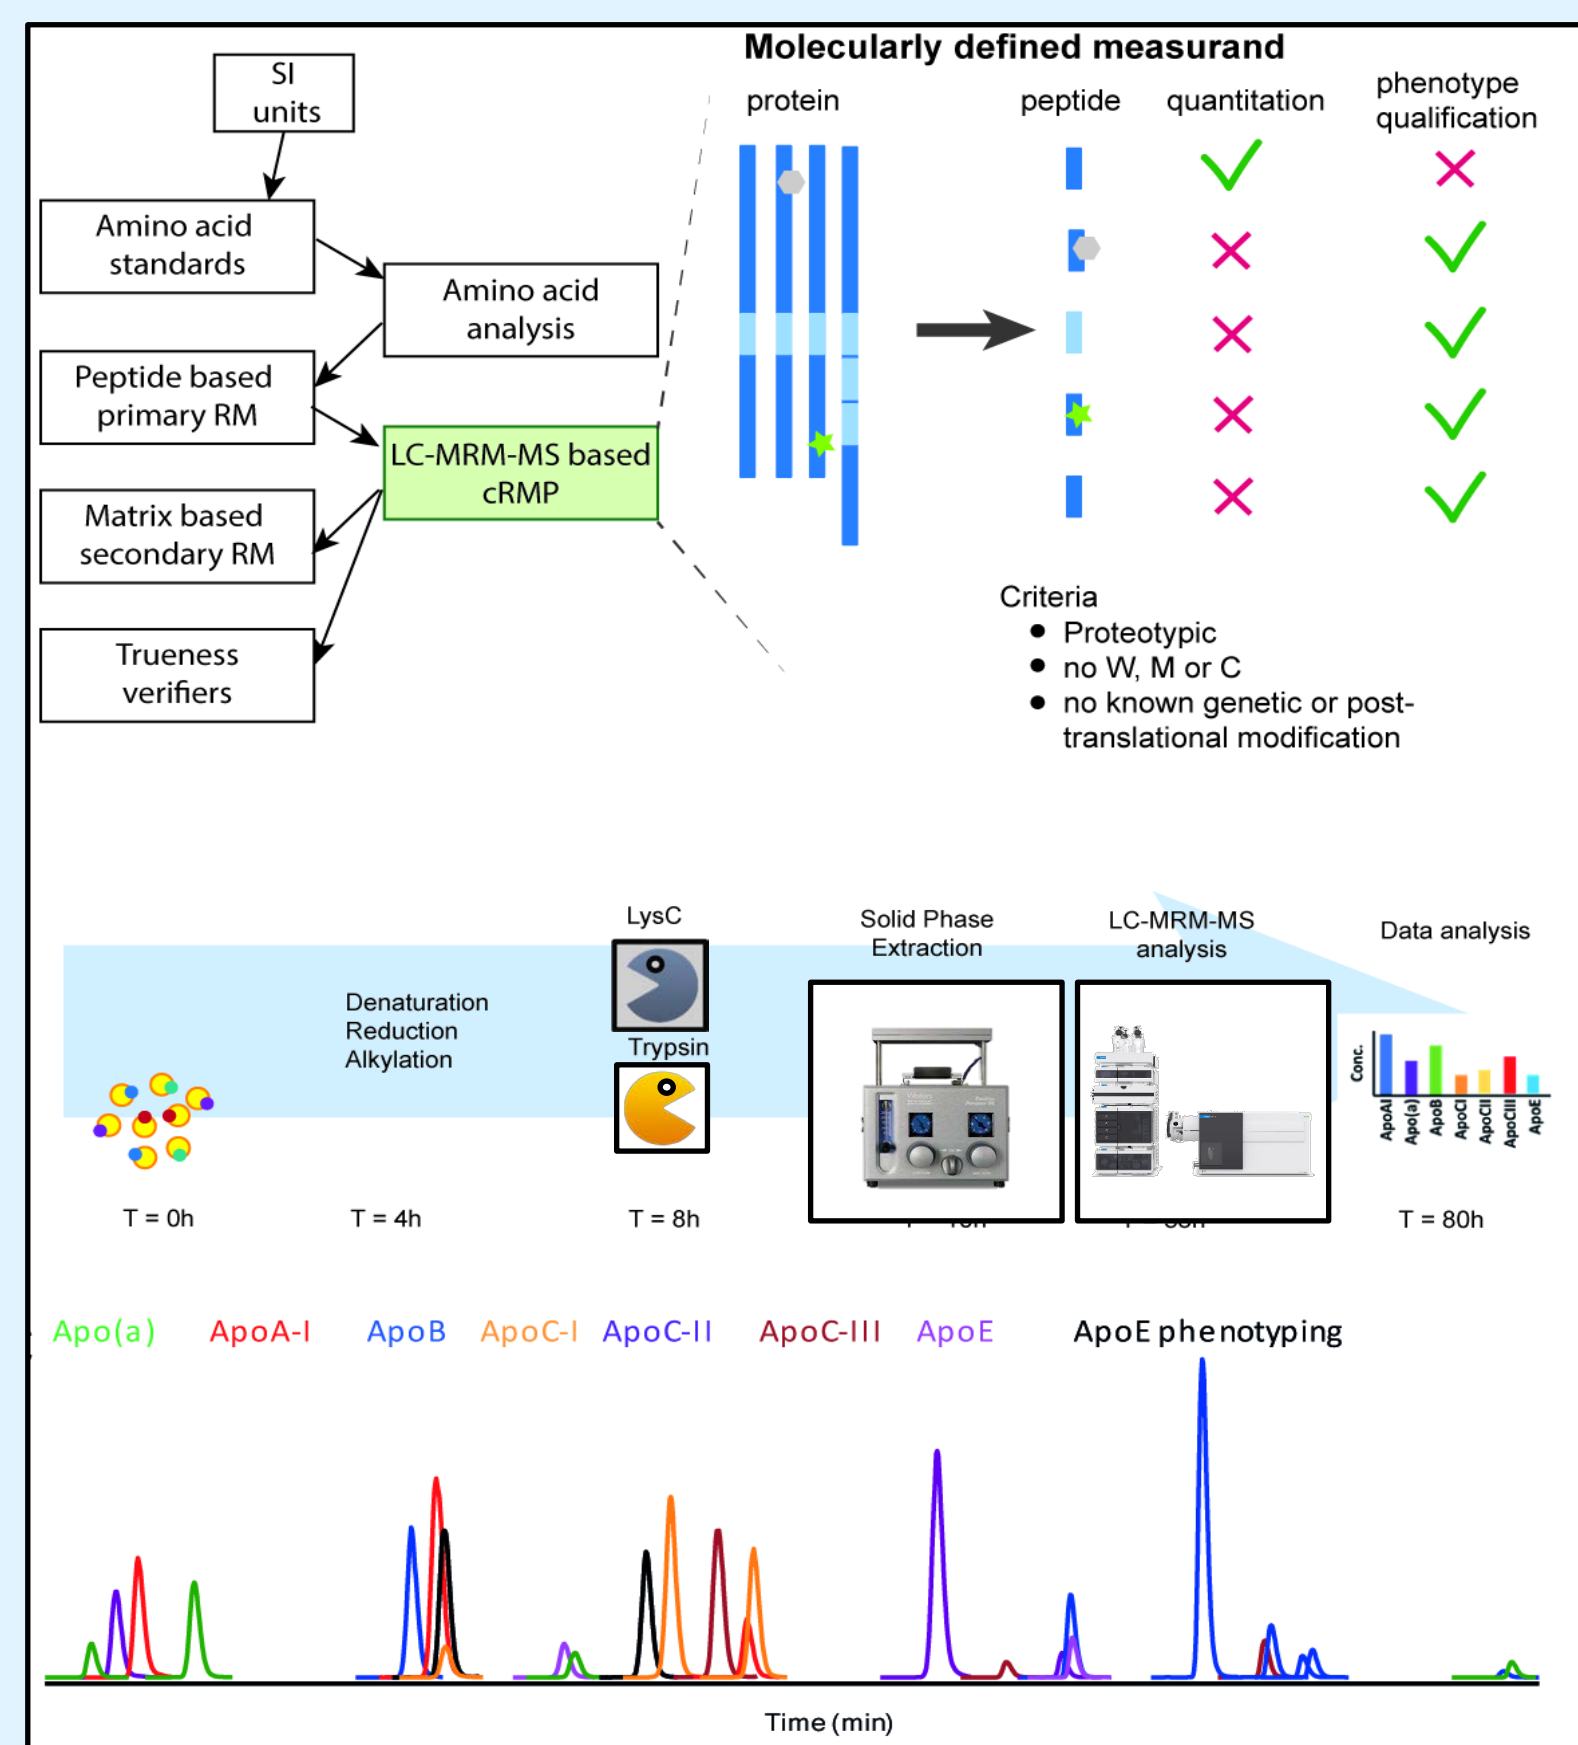 SI
units
Amino acid
standards
Amino acid
analysis
Peptide based
primary RM
LC-MRM-MS based
cRMP
Matrix based
secondary RM
Trueness
verifiers
Molecularly defined measurand
protein
peptide
quantitation
phenotype
qualification
Criteria
● Proteotypic
● no W, M or C
● no known genetic or post-
translational modification
Denaturation
Reduction
Alkylation
LysC
Trypsin
Solid Phase
Extraction
LC-MRM-MS
analysis
Data analysis
Conc.
ApoAI
Apo(a)
ApoB
ApoCI
ApoCII
ApoCIII
ApoE
T = 0h
T = 4h
T = 8h
T = 80h
Apo(a)
ApoA-I
ApoB
ApoC-I
ApoC-II
ApoC-III
ApoE
ApoE phenotyping
Time (min)